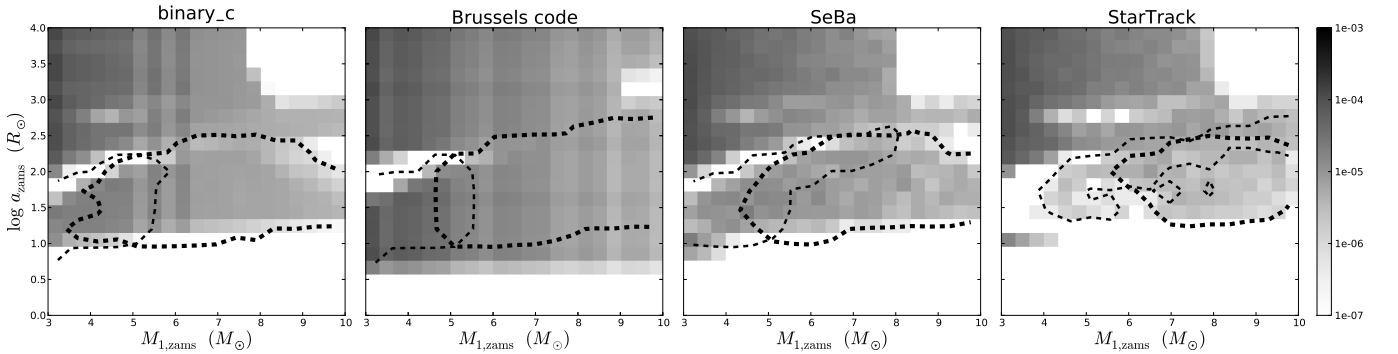 binary_c Brussels code SeBa StarTrack
4.0 3.5 3.0 2.5 2.0 1.5 1.0 0.5 0.0
log a_zams (R_⊙)
3 4 5 6 7 8 9 10
M_1,zams (M_⊙)
3 4 5 6 7 8 9 10
M_1,zams (M_⊙)
3 4 5 6 7 8 9 10
M_1,zams (M_⊙)
3 4 5 6 7 8 9 10
M_1,zams (M_⊙)
1e-03
1e-04
1e-05
1e-06
1e-07